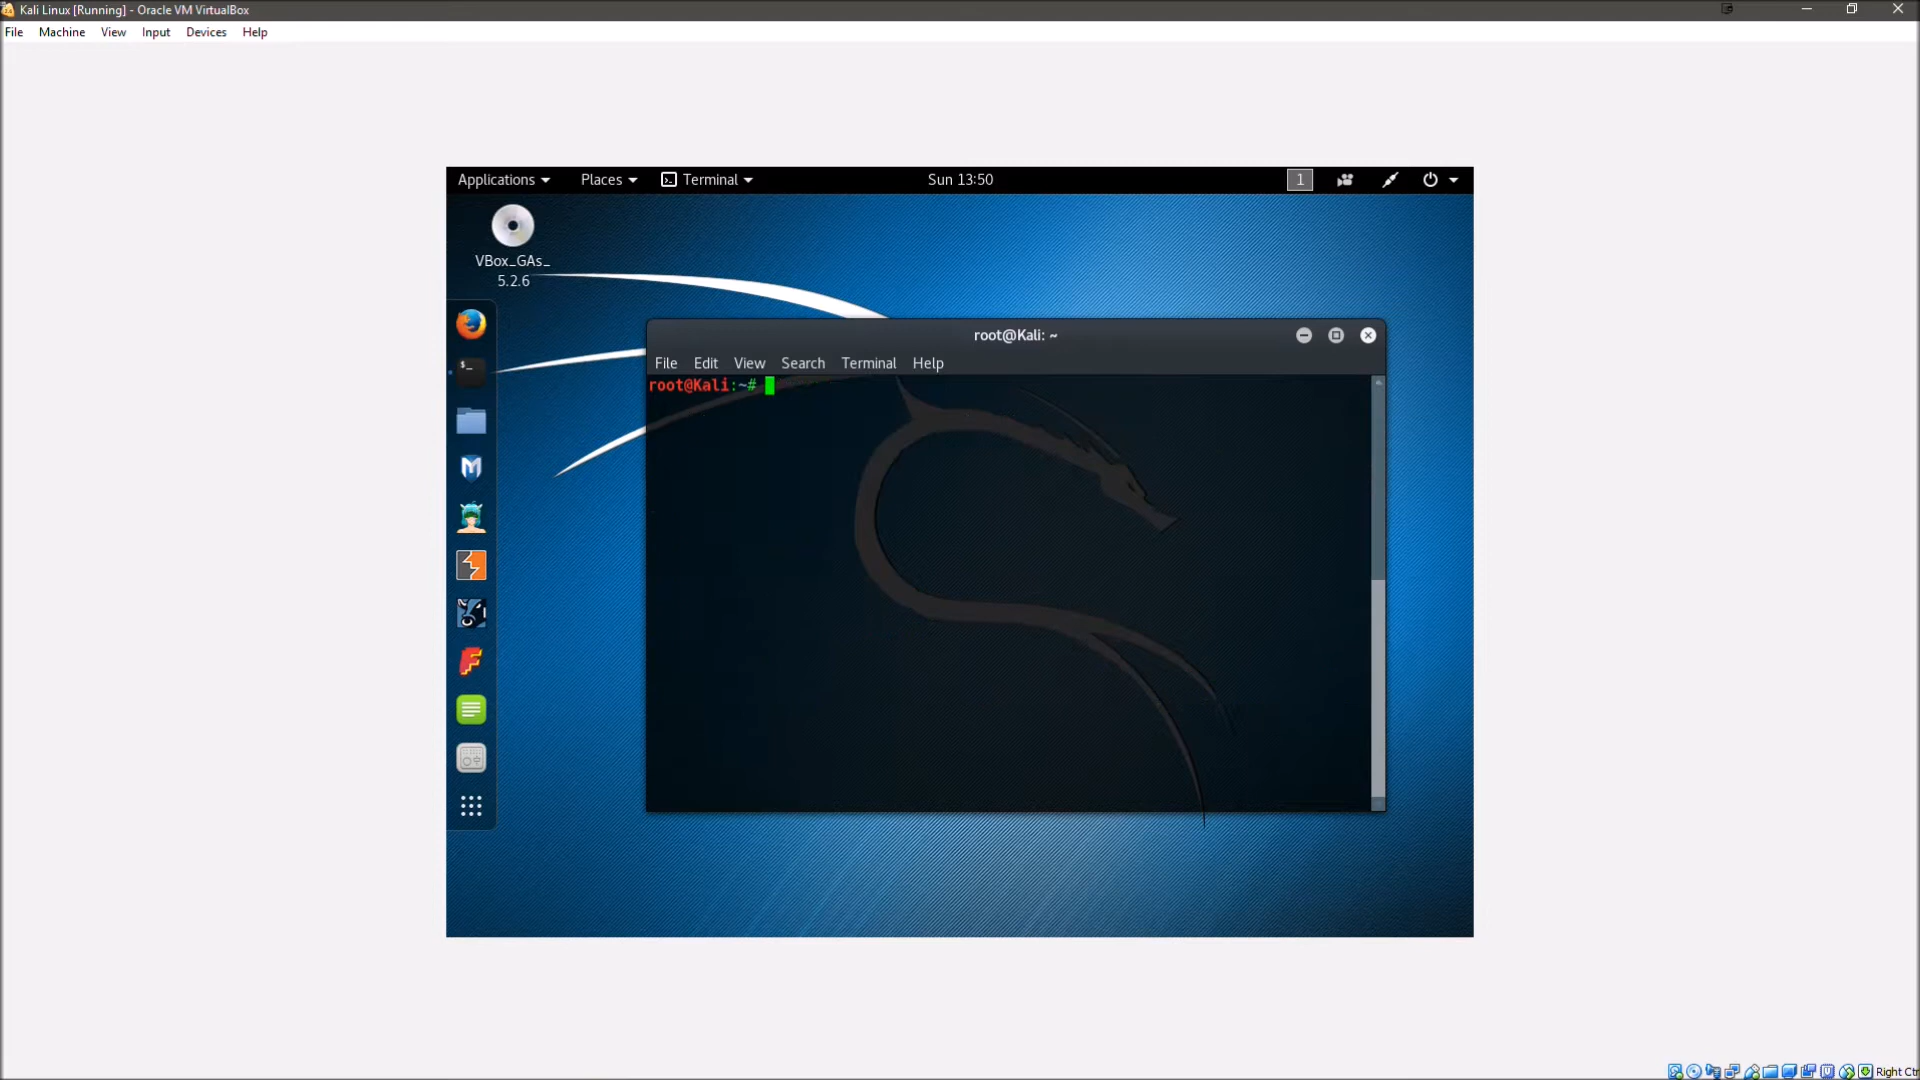 Kali Linux [Running] - Oracle VM VirtualBox
File Machine View Input Devices Help
Applications Places Terminal Sun 13:50 1
VBox_GAs_
5.2.6
root@Kali: ~
File Edit View Search Terminal Help
root@Kali:~#
Right Ctr